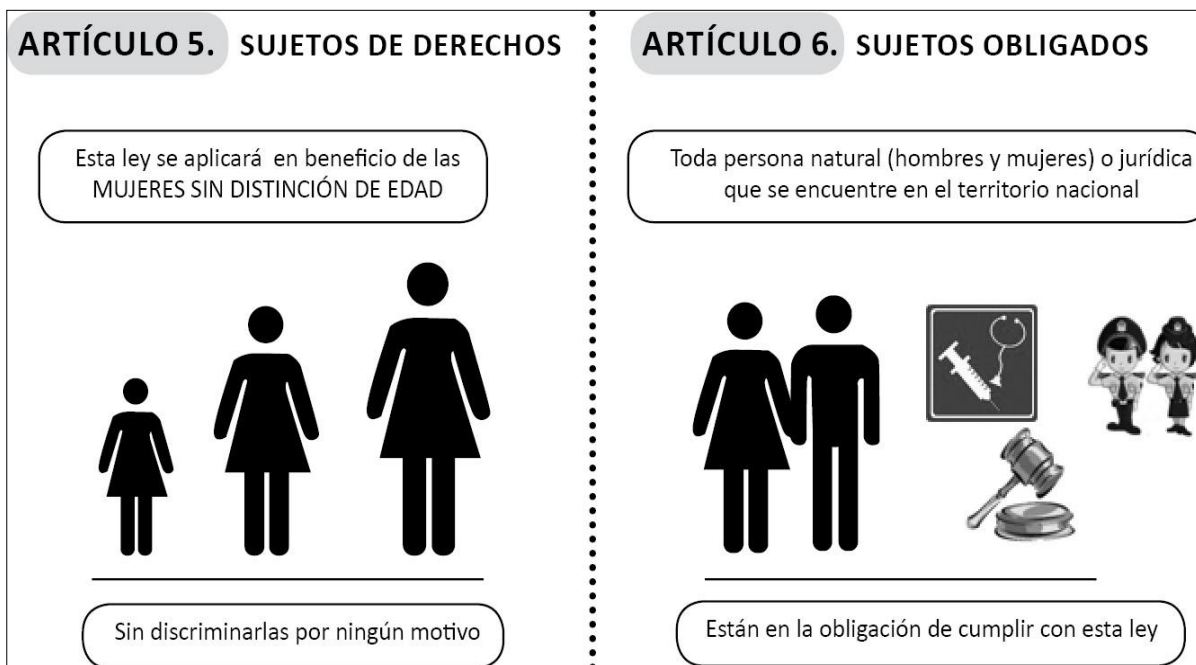 ARTÍCULO 5. SUJETOS DE DERECHOS
Esta ley se aplicará en beneficio de las
MUJERES SIN DISTINCIÓN DE EDAD
Sin discriminarlas por ningún motivo
ARTÍCULO 6. SUJETOS OBLIGADOS
Toda persona natural (hombres y mujeres) o jurídica
que se encuentre en el territorio nacional
Están en la obligación de cumplir con esta ley